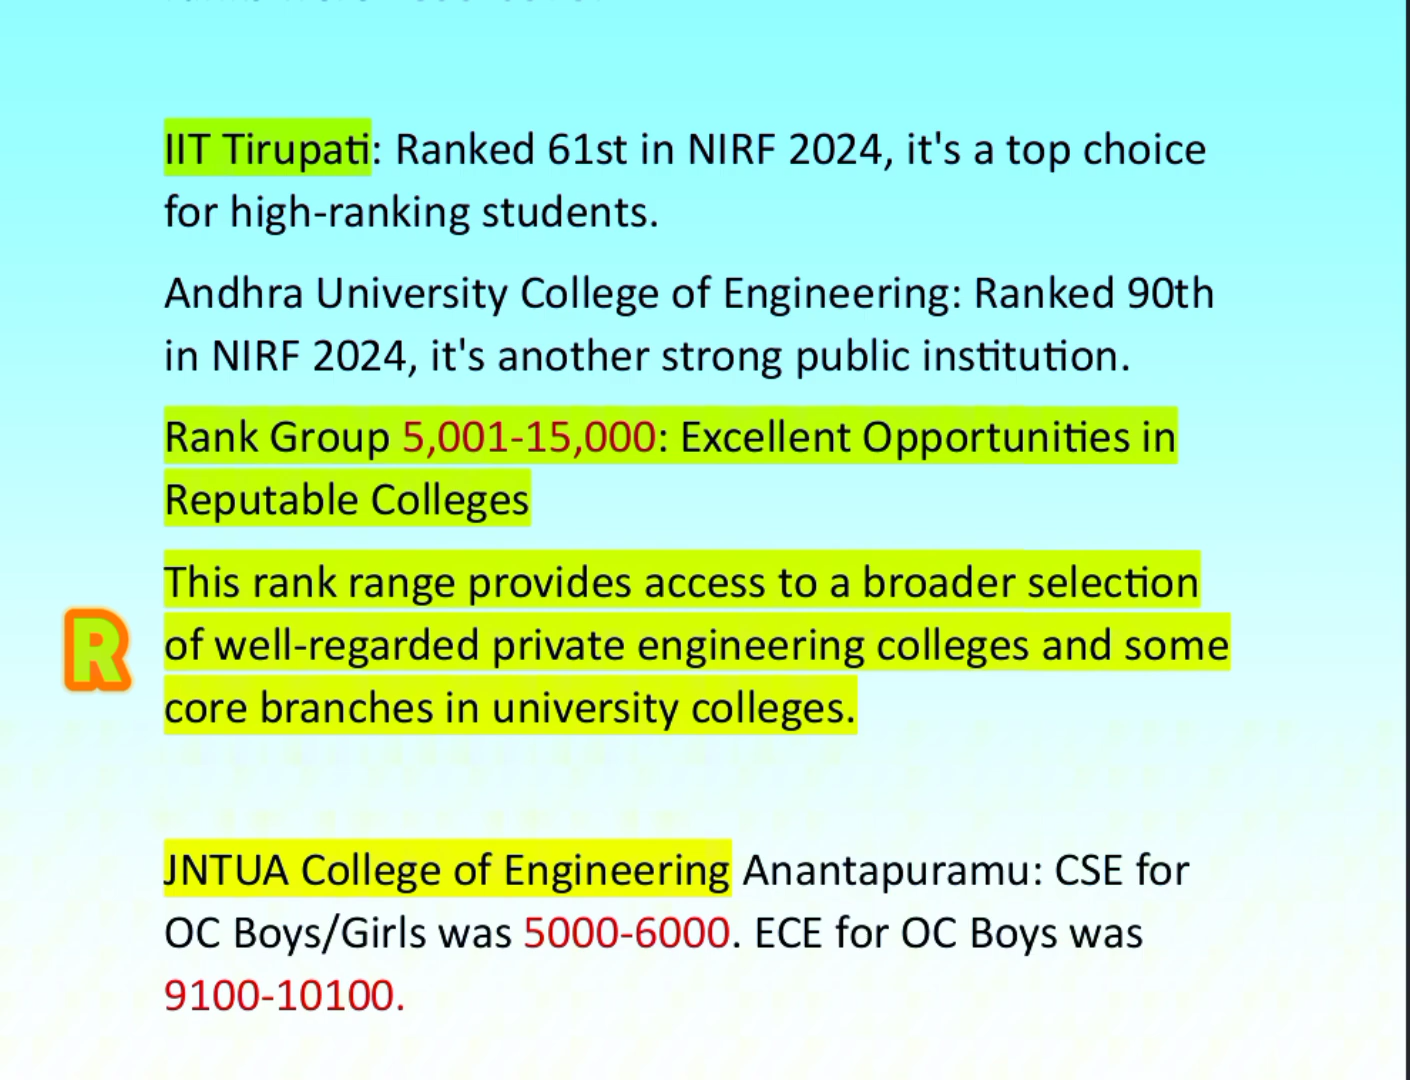 IIT Tirupati: Ranked 61st in NIRF 2024, it's a top choice
for high-ranking students.
Andhra University College of Engineering: Ranked 90th
in NIRF 2024, it's another strong public institution.
Rank Group 5,001-15,000: Excellent Opportunities in
Reputable Colleges
This rank range provides access to a broader selection
of well-regarded private engineering colleges and some
core branches in university colleges.
R
JNTUA College of Engineering Anantapuramu: CSE for
OC Boys/Girls was 5000-6000. ECE for OC Boys was
9100-10100.